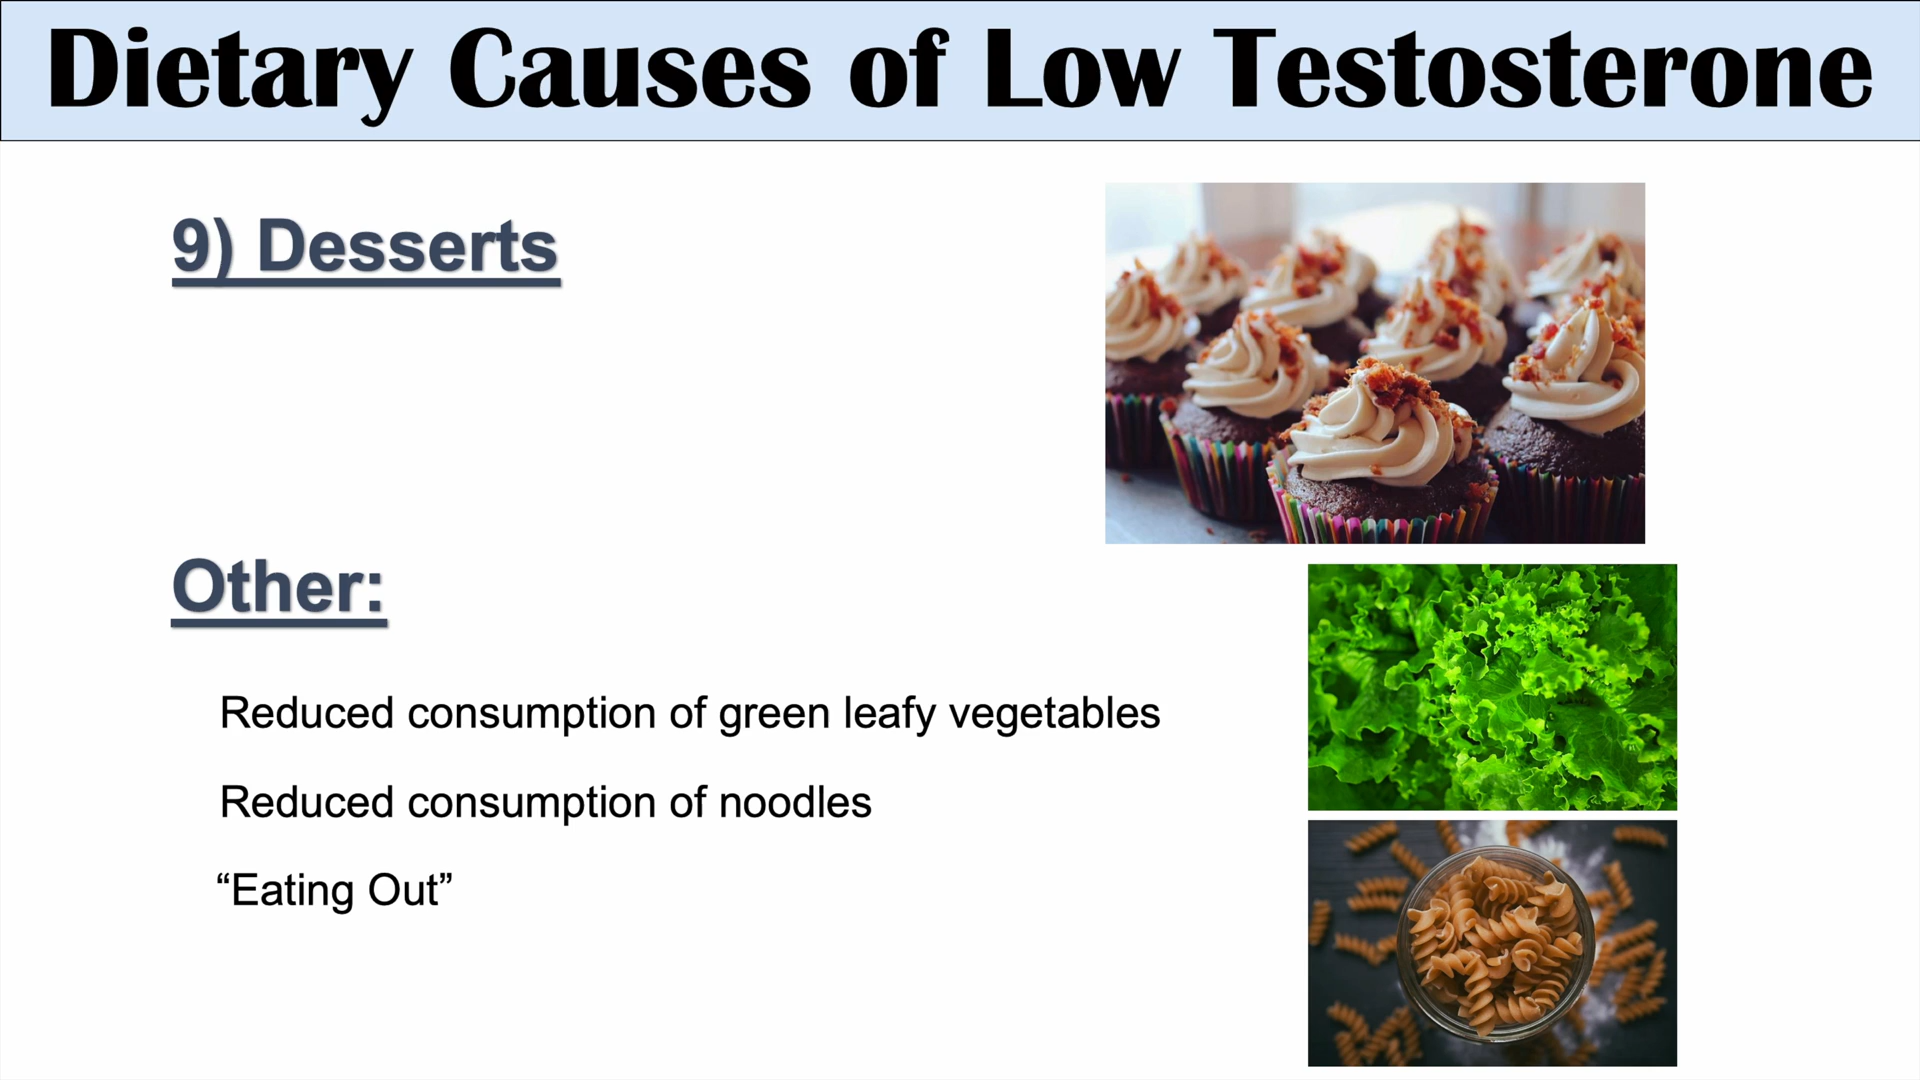 Dietary Causes of Low Testosterone
9) Desserts
Other:
Reduced consumption of green leafy vegetables
Reduced consumption of noodles
“Eating Out”